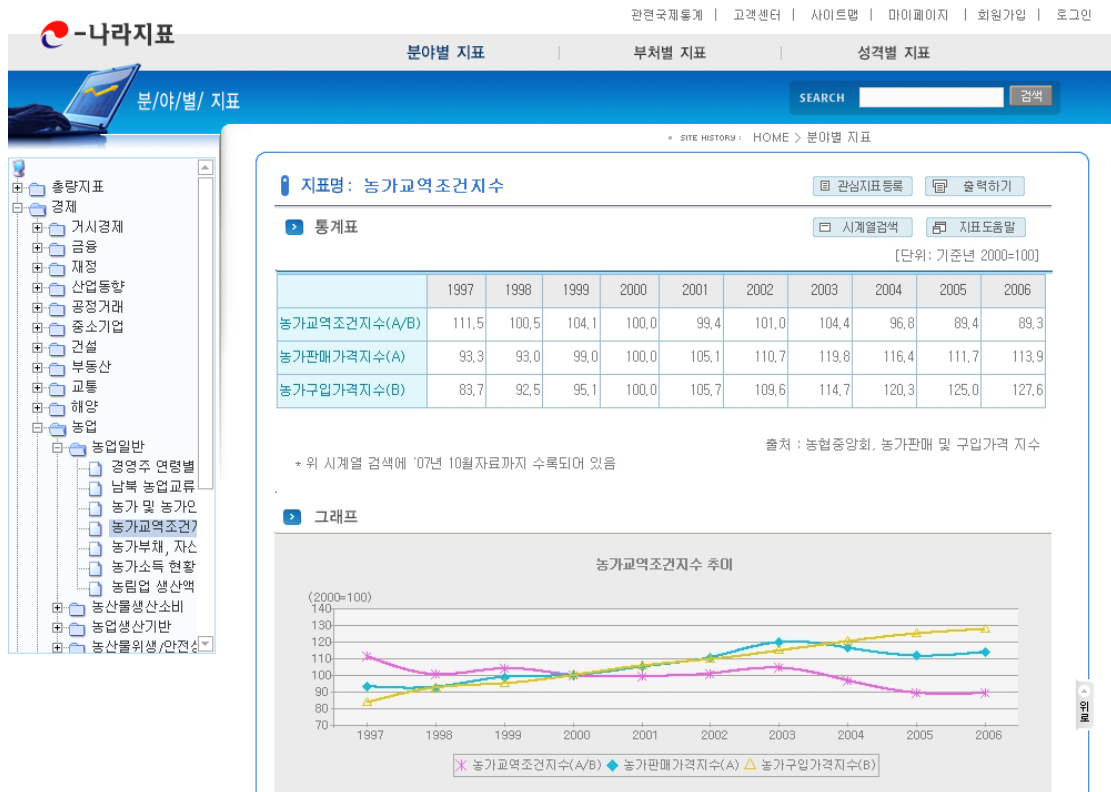 관련국제통계 | 고객센터 | 사이트맵 | 마이페이지 | 회원가입 | 로그인
e-나라지표
분야별 지표 | 부처별 지표 | 성격별 지표
분/야/별/ 지표
SEARCH 검색
SITE HISTORY : HOME > 분야별 지표
총량지표
경제
거시경제
금융
재정
산업동향
공정거래
중소기업
건설
부동산
교통
해양
농업
농업일반
경영주 연령별
남북 농업교류
농가 및 농가인
농가교역조건지
농가부채, 자산
농가소득 현황
농림업 생산액
농산물생산소비
농업생산기반
농산물위생/안전성
지표명: 농가교역조건지수
관심지표등록 출력하기
통계표
시계열검색 지표도움말
[단위: 기준년 2000=100]
1997 1998 1999 2000 2001 2002 2003 2004 2005 2006
농가교역조건지수(A/B) 111.5 100.5 104.1 100.0 99.4 101.0 104.4 96.8 89.4 89.3
농가판매가격지수(A) 93.3 93.0 99.0 100.0 105.1 110.7 119.8 116.4 111.7 113.9
농가구입가격지수(B) 83.7 92.5 95.1 100.0 105.7 109.6 114.7 120.3 125.0 127.6
출처 : 농협중앙회, 농가판매 및 구입가격 지수
* 위 시계열 검색에 '07년 10월자료까지 수록되어 있음
.
그래프
농가교역조건지수 추이
(2000=100)
140
130
120
110
100
90
80
70
1997 1998 1999 2000 2001 2002 2003 2004 2005 2006
농가교역조건지수(A/B) 농가판매가격지수(A) 농가구입가격지수(B)
위로